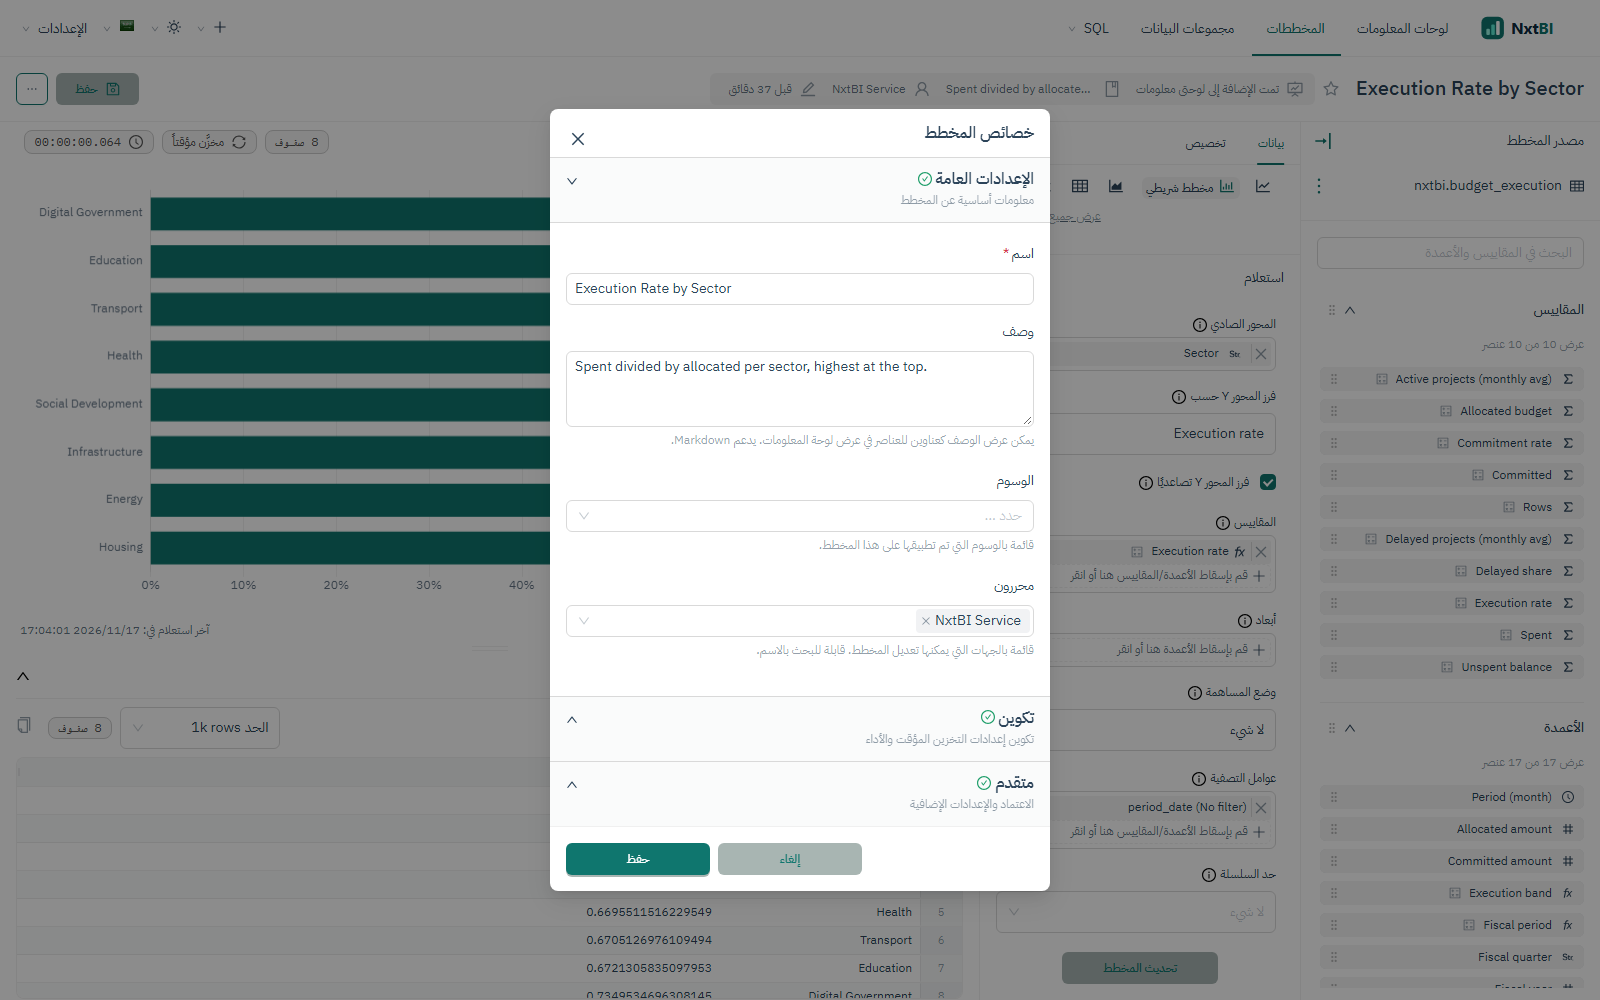 NxtBI
لوحات المعلومات
المخططات
مجموعات البيانات
SQL
الإعدادات
Execution Rate by Sector
تمت الإضافة إلى لوحتي معلومات
Spent divided by allocate...
NxtBI Service
قبل 37 دقائق
حفظ
...
مصدر المخطط
nxtbi.budget_execution
البحث في المقاييس والأعمدة
المقاييس
عرض 10 من 10 عنصر
Active projects (monthly avg)
Allocated budget
Commitment rate
Committed
Rows
Delayed projects (monthly avg)
Delayed share
Execution rate
Spent
Unspent balance
الأعمدة
عرض 17 من 17 عنصر
Period (month)
Allocated amount
Committed amount
Execution band
Fiscal period
Fiscal quarter
بيانات
تخصيص
مخطط شريطي
عرض جميع
استعلام
المحور الصادي
Sector
فرز المحور Y حسب
Execution rate
فرز المحور Y تصاعديًا
المقاييس
Execution rate
قم بإسقاط الأعمدة/المقاييس هنا أو انقر
أبعاد
قم بإسقاط الأعمدة هنا أو انقر
وضع المساهمة
لا شيء
عوامل التصفية
period_date (No filter)
قم بإسقاط الأعمدة/المقاييس هنا أو انقر
حد السلسلة
لا شيء
تحديث المخطط
خصائص المخطط
الإعدادات العامة
معلومات أساسية عن المخطط
اسم *
Execution Rate by Sector
وصف
Spent divided by allocated per sector, highest at the top.
يمكن عرض الوصف كعناوين للعناصر في عرض لوحة المعلومات. يدعم Markdown.
الوسوم
حدد ...
قائمة بالوسوم التي تم تطبيقها على هذا المخطط.
محررون
NxtBI Service
قائمة بالجهات التي يمكنها تعديل المخطط. قابلة للبحث بالاسم.
تكوين
تكوين إعدادات التخزين المؤقت والأداء
متقدم
الاعتماد والإعدادات الإضافية
إلغاء
حفظ
8 صفوف
مخزَّن مؤقتاً
00:00:00.064
Digital Government
Education
Transport
Health
Social Development
Infrastructure
Energy
Housing
0%
10%
20%
30%
40%
آخر استعلام في: 2026/11/17 17:04:01
الحد 1k rows
8 صفوف
5 Health 0.6695511516229549
6 Transport 0.6705126976109494
7 Education 0.6721305835097953
8 Digital Government 0.7349534696308145